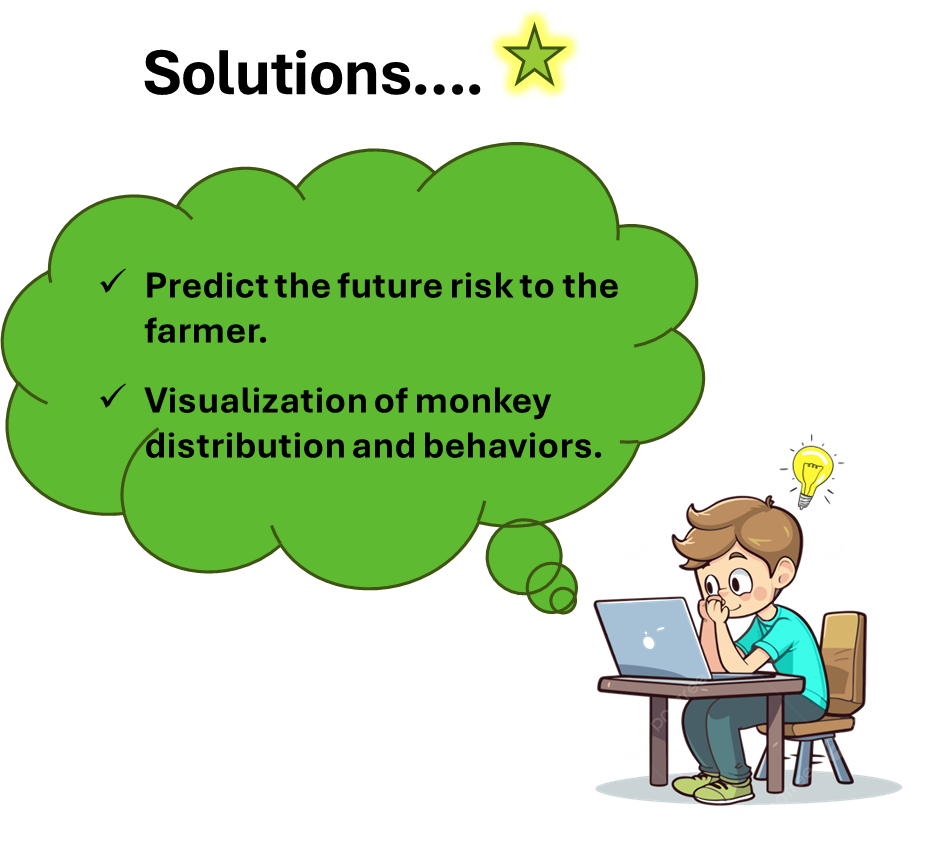 Solutions....
Predict the future risk to the
farmer.
Visualization of monkey
distribution and behaviors.